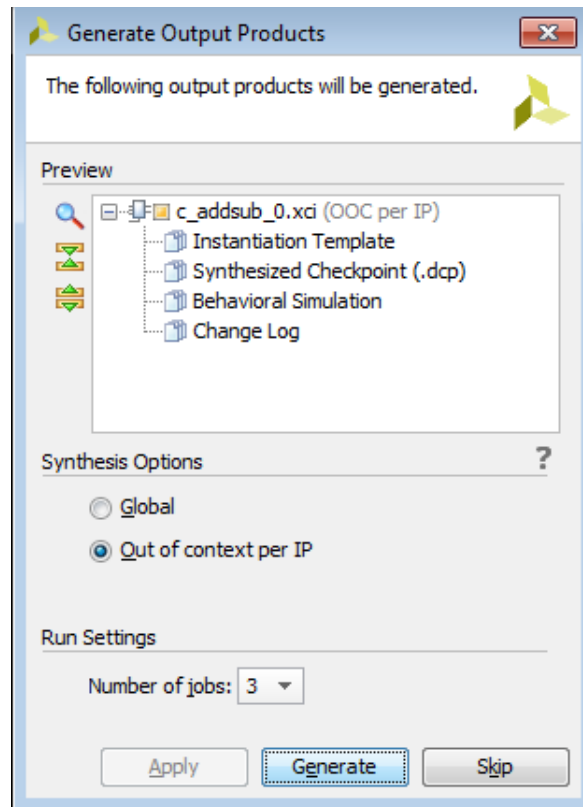 Generate Output Products
The following output products will be generated.
Preview
c_addsub_0.xci (OOC per IP)
Instantiation Template
Synthesized Checkpoint (.dcp)
Behavioral Simulation
Change Log
Synthesis Options ?
Global
Out of context per IP
Run Settings
Number of jobs: 3
Apply Generate Skip